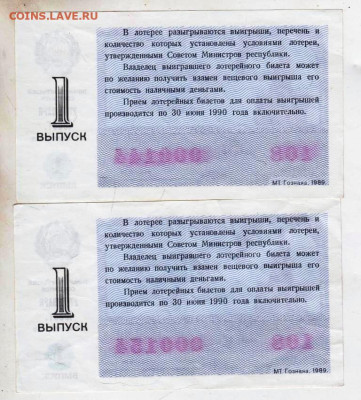 COINS.LAVE.RU
В лотерее разыгрываются выигрыши, перечень и
количество которых установлены условиями лотереи,
утвержденными Советом Министров республики.
Владелец выигравшего лотерейного билета может
по желанию получить взамен вещевого выигрыша его
стоимость наличными деньгами.
Прием лотерейных билетов для оплаты выигрышей
производится по 30 июня 1990 года включительно.
1
ВЫПУСК
000144
108
МТ Гознака. 1989.
В лотерее разыгрываются выигрыши, перечень и
количество которых установлены условиями лотереи,
утвержденными Советом Министров республики.
Владелец выигравшего лотерейного билета может
по желанию получить взамен вещевого выигрыша его
стоимость наличными деньгами.
Прием лотерейных билетов для оплаты выигрышей
производится по 30 июня 1990 года включительно.
1
ВЫПУСК
000154
108
МТ Гознака. 1989.